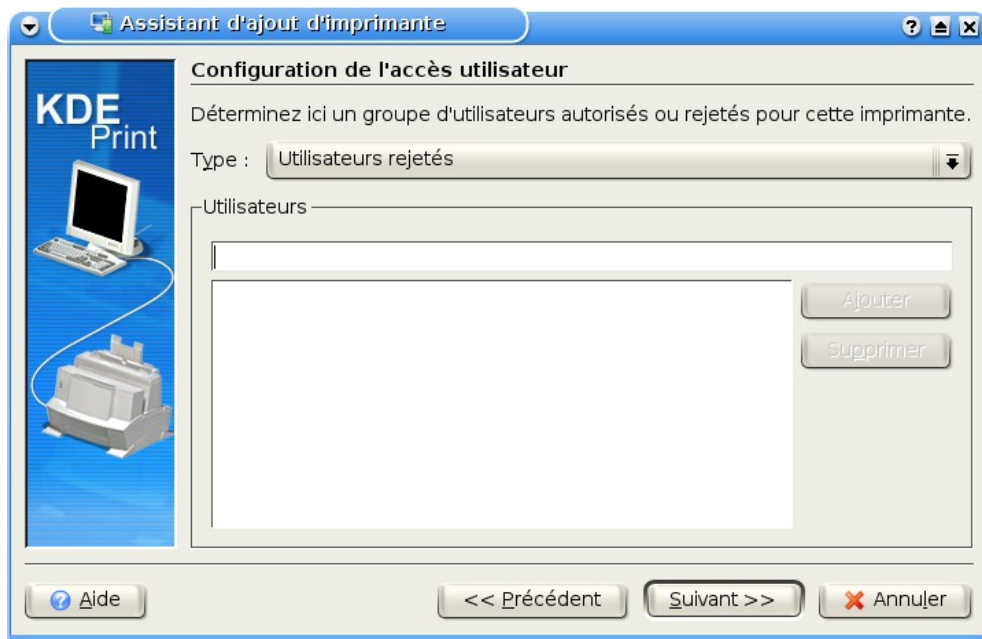 Assistant d'ajout d'imprimante
KDE
Print
Configuration de l'accès utilisateur
Déterminez ici un groupe d'utilisateurs autorisés ou rejetés pour cette imprimante.
Type : Utilisateurs rejetés
Utilisateurs
Ajouter
Supprimer
Aide
<< Précédent
Suivant >>
Annuler